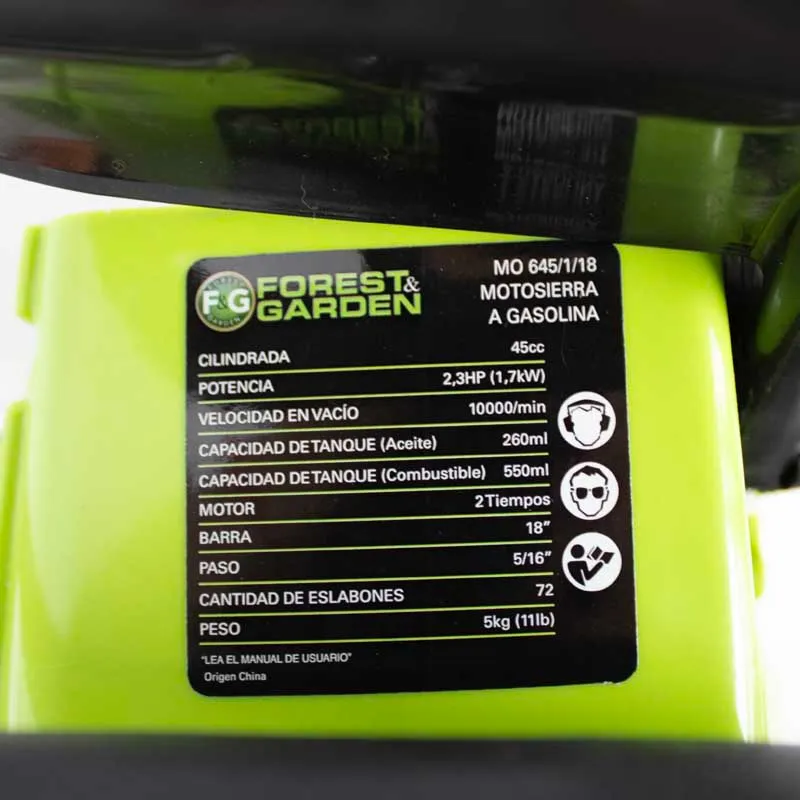 F&G
FOREST&
GARDEN
MO 645/1/18
MOTOSIERRA
A GASOLINA
CILINDRADA 45cc
POTENCIA 2,3HP (1,7kW)
VELOCIDAD EN VACÍO 10000/min
CAPACIDAD DE TANQUE (Aceite) 260ml
CAPACIDAD DE TANQUE (Combustible) 550ml
MOTOR 2 Tiempos
BARRA 18"
PASO 5/16"
CANTIDAD DE ESLABONES 72
PESO 5kg (11lb)
"LEA EL MANUAL DE USUARIO"
Origen China